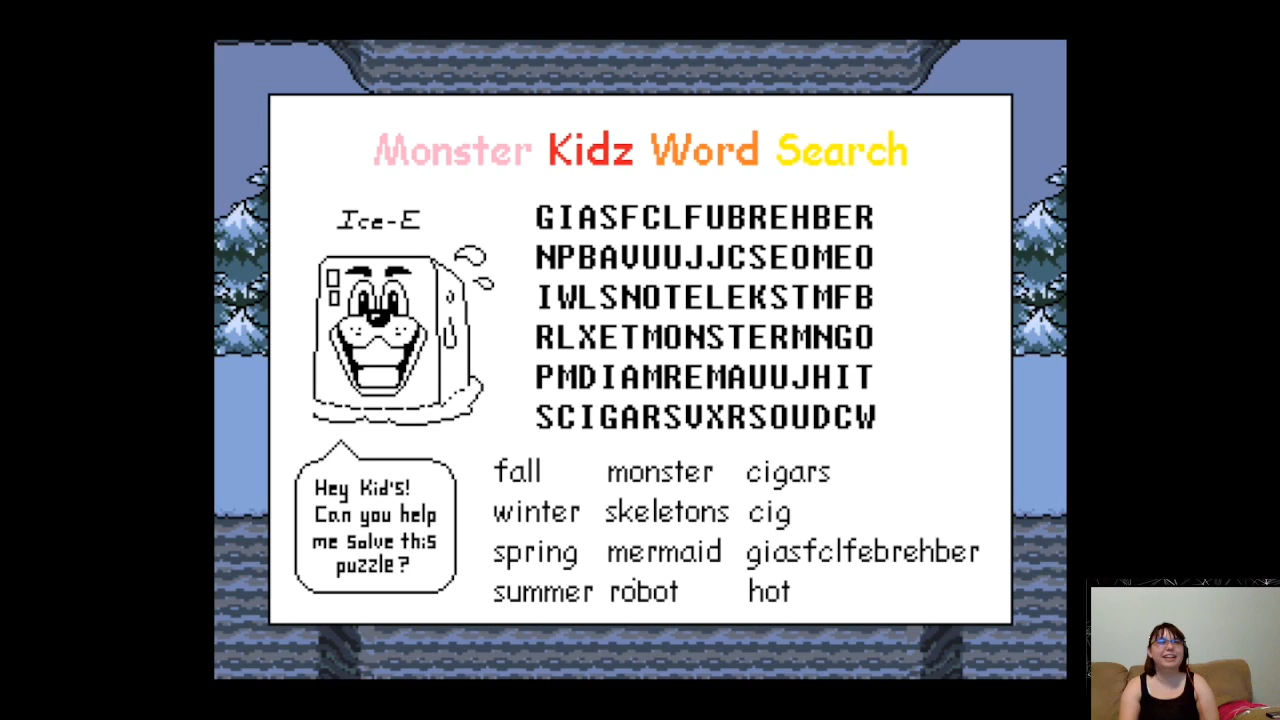 Monster Kidz Word Search
Ice-E
GIASFCLFUBREHBER
NPBAVUUJJCSEOMEO
IWLSNOTELEKSTMFB
RLXETMONSTERMNGO
PMDIAMREMAUUJHIT
SCIGARSVXRSOUDCW
Hey Kid's!
Can you help
me solve this
puzzle?
fall monster cigars
winter skeletons cig
spring mermaid giasfclfebrehber
summer robot hot